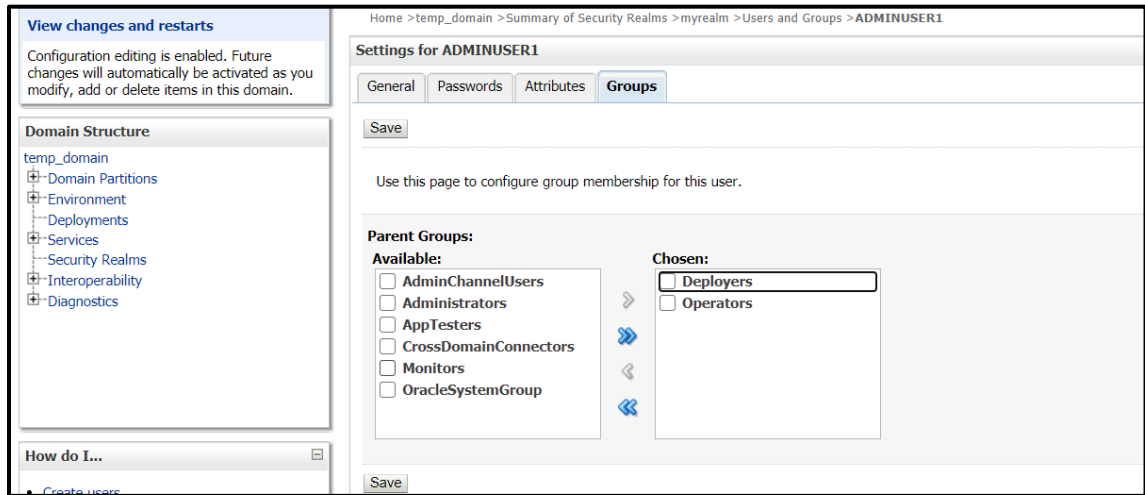 View changes and restarts
Configuration editing is enabled. Future
changes will automatically be activated as you
modify, add or delete items in this domain.
Domain Structure
temp_domain
Domain Partitions
Environment
Deployments
Services
Security Realms
Interoperability
Diagnostics
How do I...
Create users
Home >temp_domain >Summary of Security Realms >myrealm >Users and Groups >ADMINUSER1
Settings for ADMINUSER1
General Passwords Attributes Groups
Save
Use this page to configure group membership for this user.
Parent Groups:
Available:
AdminChannelUsers
Administrators
AppTesters
CrossDomainConnectors
Monitors
OracleSystemGroup
Chosen:
Deployers
Operators
Save